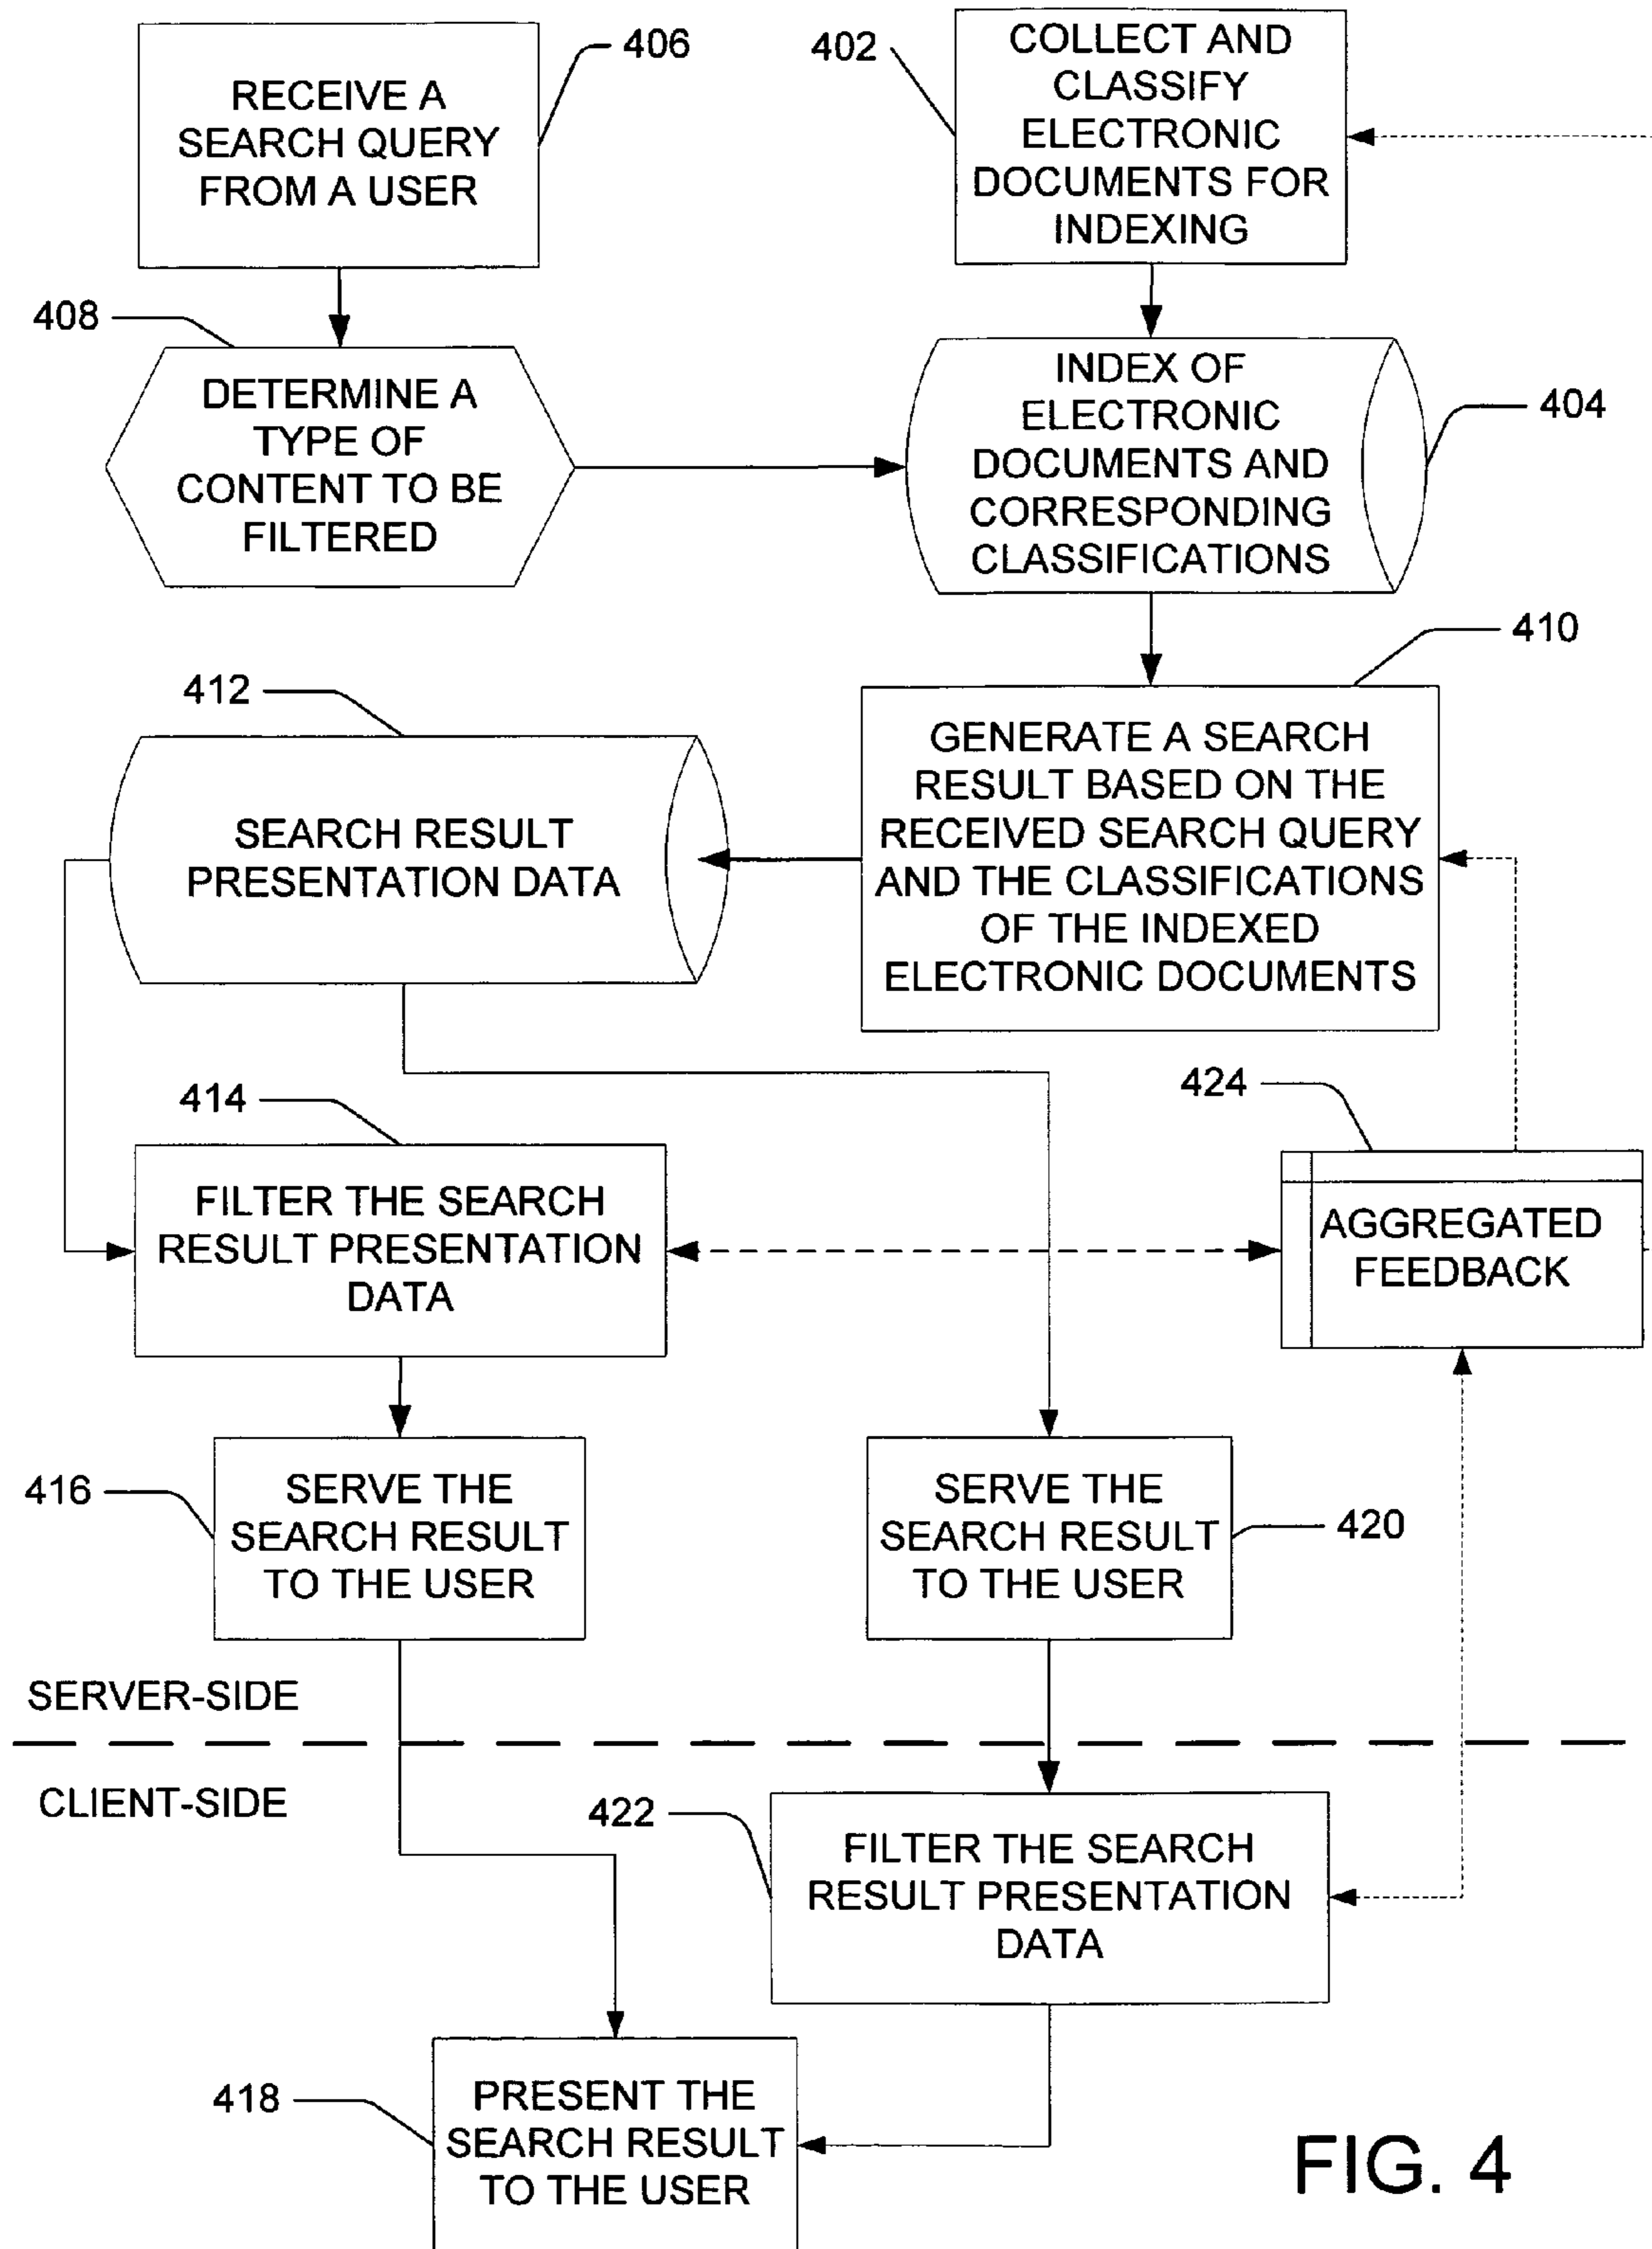 406
RECEIVE A
SEARCH QUERY
FROM A USER
402
COLLECT AND
CLASSIFY
ELECTRONIC
DOCUMENTS FOR
INDEXING
408
DETERMINE A
TYPE OF
CONTENT TO BE
FILTERED
INDEX OF
ELECTRONIC
DOCUMENTS AND
CORRESPONDING
CLASSIFICATIONS
404
410
GENERATE A SEARCH
RESULT BASED ON THE
RECEIVED SEARCH QUERY
AND THE CLASSIFICATIONS
OF THE INDEXED
ELECTRONIC DOCUMENTS
412
SEARCH RESULT
PRESENTATION DATA
414
FILTER THE SEARCH
RESULT PRESENTATION
DATA
424
AGGREGATED
FEEDBACK
416
SERVE THE
SEARCH RESULT
TO THE USER
SERVE THE
SEARCH RESULT
TO THE USER
420
SERVER-SIDE
CLIENT-SIDE
422
FILTER THE SEARCH
RESULT PRESENTATION
DATA
418
PRESENT THE
SEARCH RESULT
TO THE USER
FIG. 4